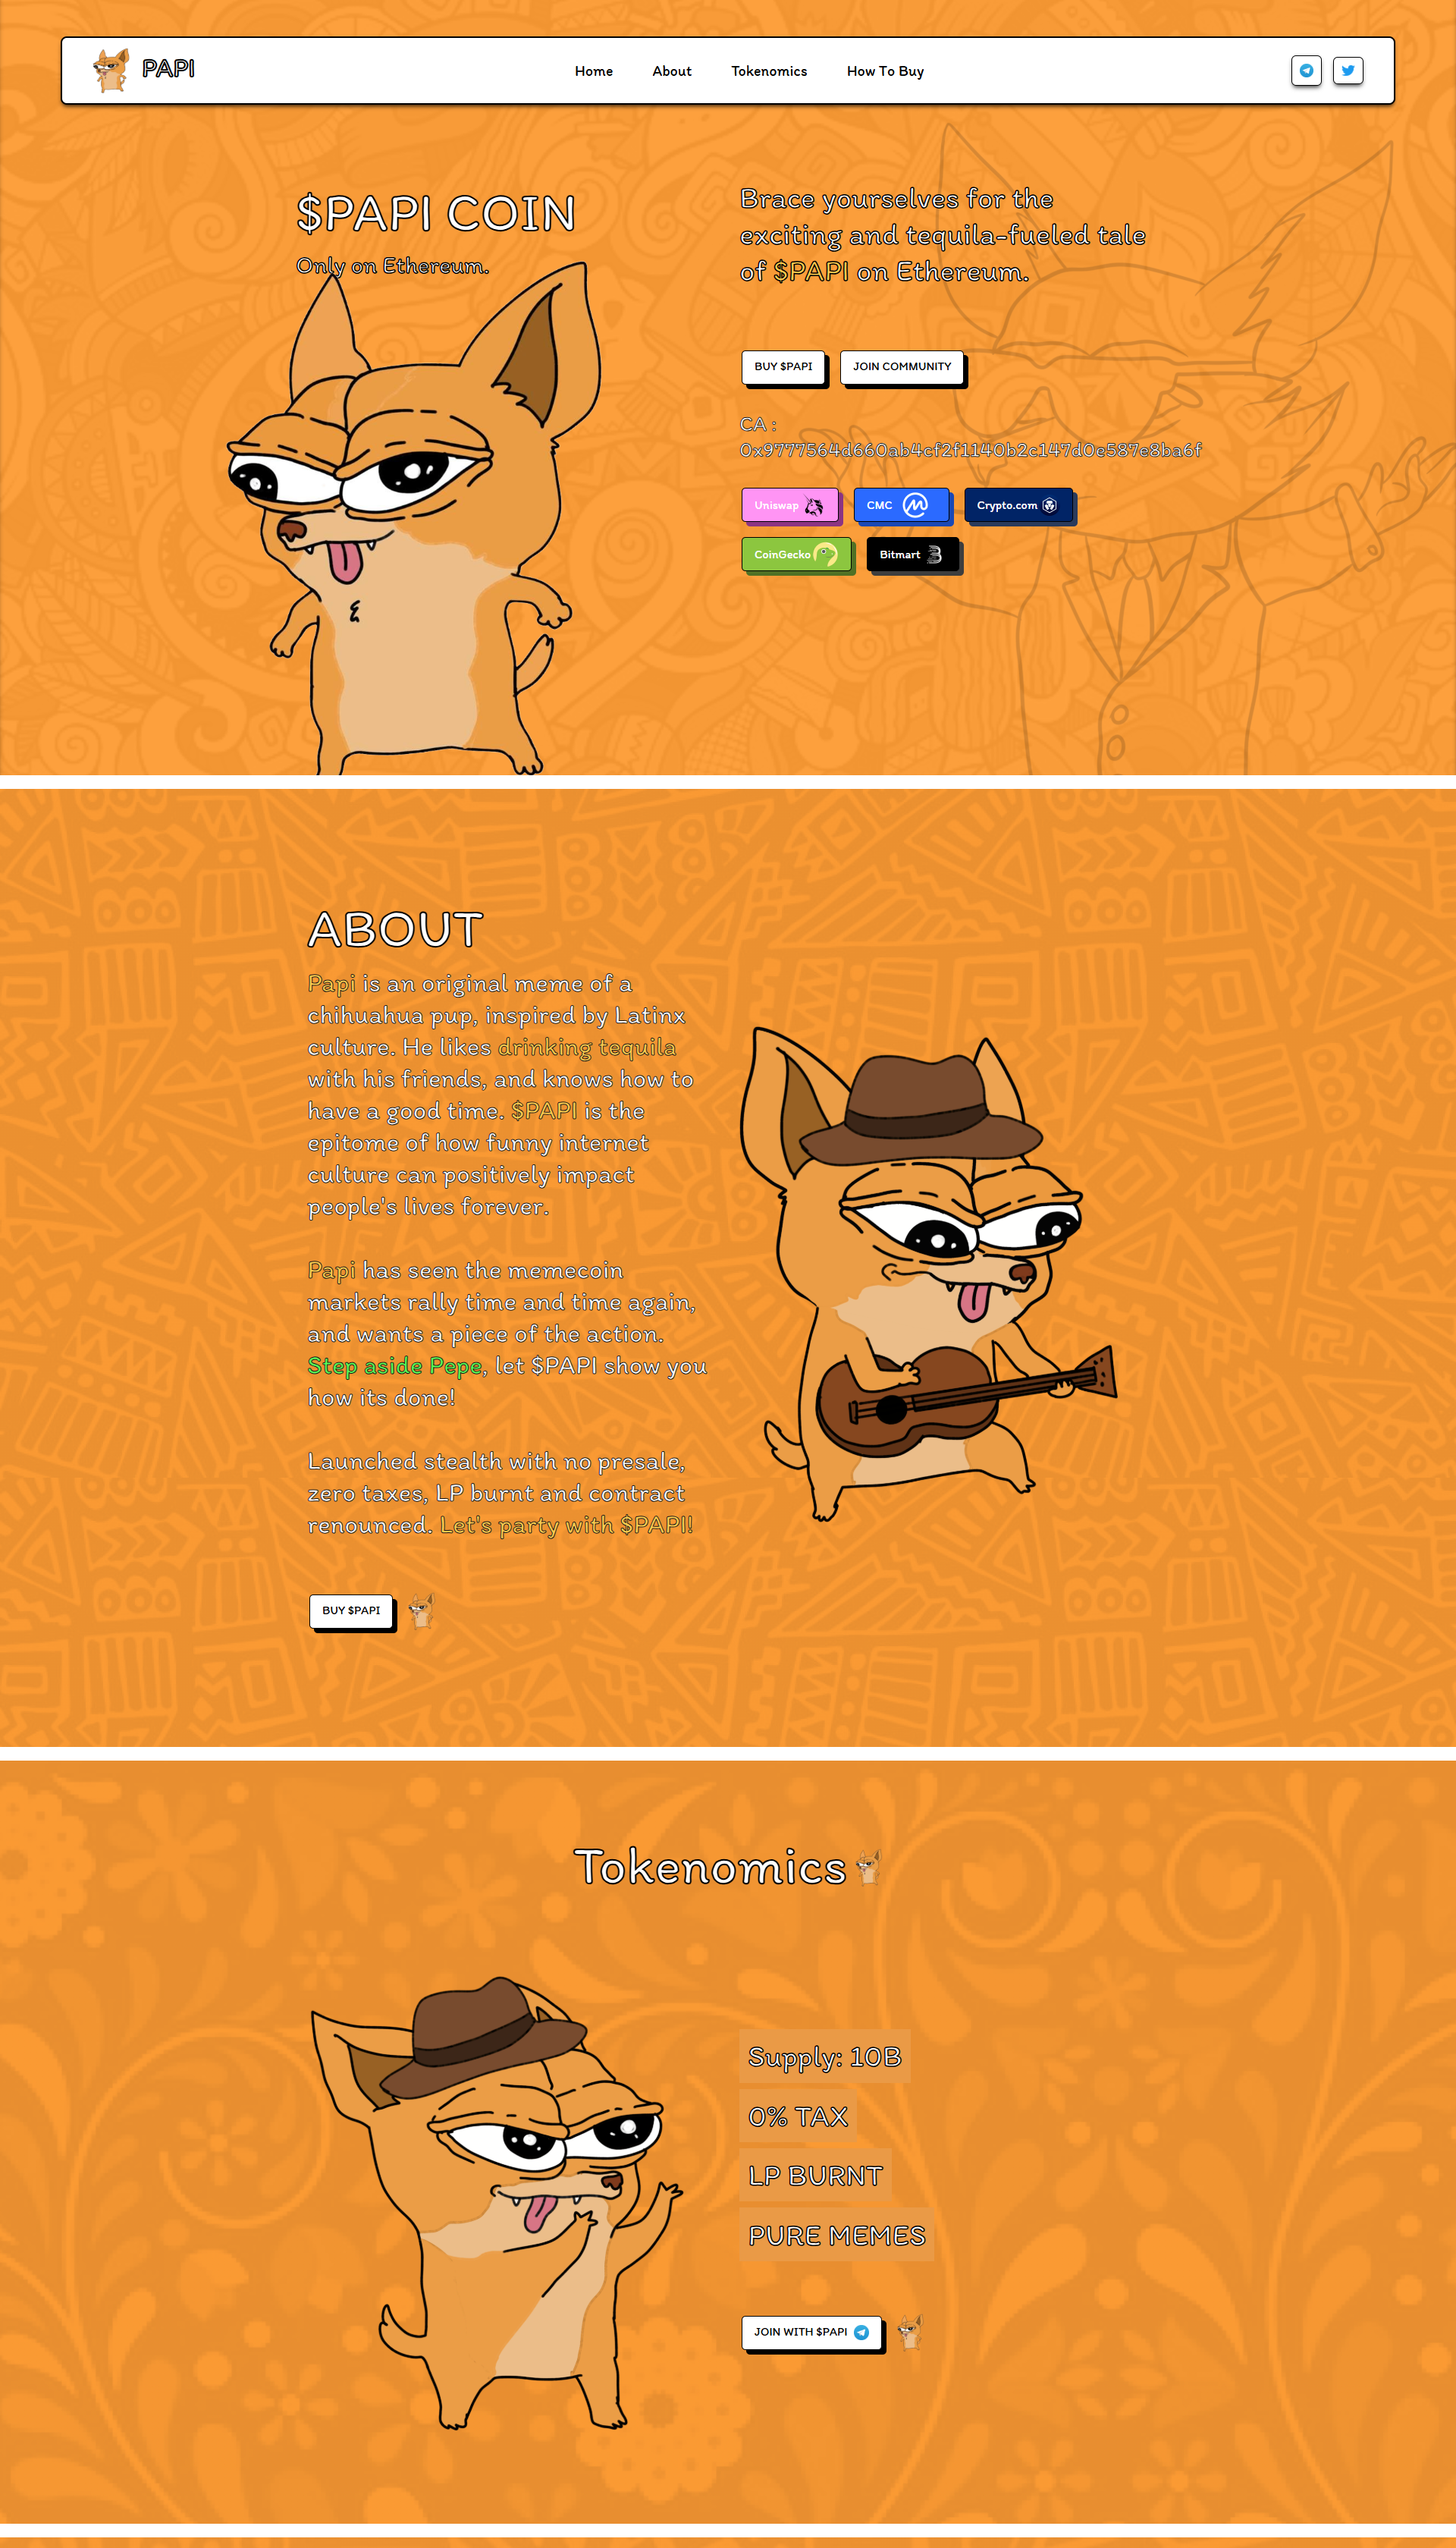 PAPI
Home
About
Tokenomics
How To Buy
$PAPI COIN
Only on Ethereum.
Brace yourselves for the
exciting and tequila-fueled tale
of $PAPI on Ethereum.
BUY $PAPI
JOIN COMMUNITY
CA :
0x9777564d660ab4cf2f1140b2c147d0e587e8ba6f
Uniswap
CMC
Crypto.com
CoinGecko
Bitmart
ABOUT
Papi is an original meme of a
chihuahua pup, inspired by Latinx
culture. He likes drinking tequila
with his friends, and knows how to
have a good time. $PAPI is the
epitome of how funny internet
culture can positively impact
people's lives forever.
Papi has seen the memecoin
markets rally time and time again,
and wants a piece of the action.
Step aside Pepe, let $PAPI show you
how its done!
Launched stealth with no presale,
zero taxes, LP burnt and contract
renounced. Let's party with $PAPI!
BUY $PAPI
Tokenomics
Supply: 10B
0% TAX
LP BURNT
PURE MEMES
JOIN WITH $PAPI